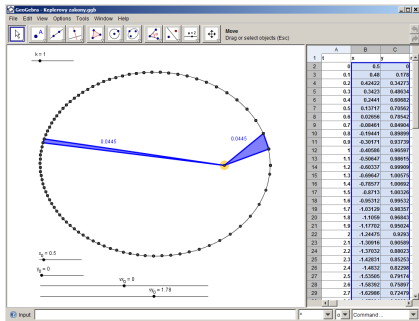 GeoGebra - Keplerovy zakony.ggb
File Edit View Options Tools Window Help
Move
Drag or select objects (Esc)
k = 1
0.0445
0.0445
x₀ = 0.5
y₀ = 0
vx₀ = 0
vy₀ = 1.78
A B C
1 t x y
2 0 0.5 0
3 0.1 0.48 0.178
4 0.2 0.42422 0.34273
5 0.3 0.3423 0.48634
6 0.4 0.2441 0.60682
7 0.5 0.13717 0.70562
8 0.6 0.02656 0.78542
9 0.7 -0.08461 0.84904
10 0.8 -0.19441 0.89899
11 0.9 -0.30171 0.93739
12 1 -0.40586 0.96597
13 1.1 -0.50647 0.98615
14 1.2 -0.60337 0.99909
15 1.3 -0.69647 1.00575
16 1.4 -0.78577 1.00692
17 1.5 -0.8713 1.00326
18 1.6 -0.95312 0.99532
19 1.7 -1.03129 0.98357
20 1.8 -1.1059 0.96843
21 1.9 -1.17702 0.95024
22 2 -1.24475 0.9293
23 2.1 -1.30916 0.90589
24 2.2 -1.37032 0.88023
25 2.3 -1.42831 0.85253
26 2.4 -1.4832 0.82298
27 2.5 -1.53505 0.79174
28 2.6 -1.58392 0.75897
29 2.7 -1.62988 0.72479
Input:
Command...